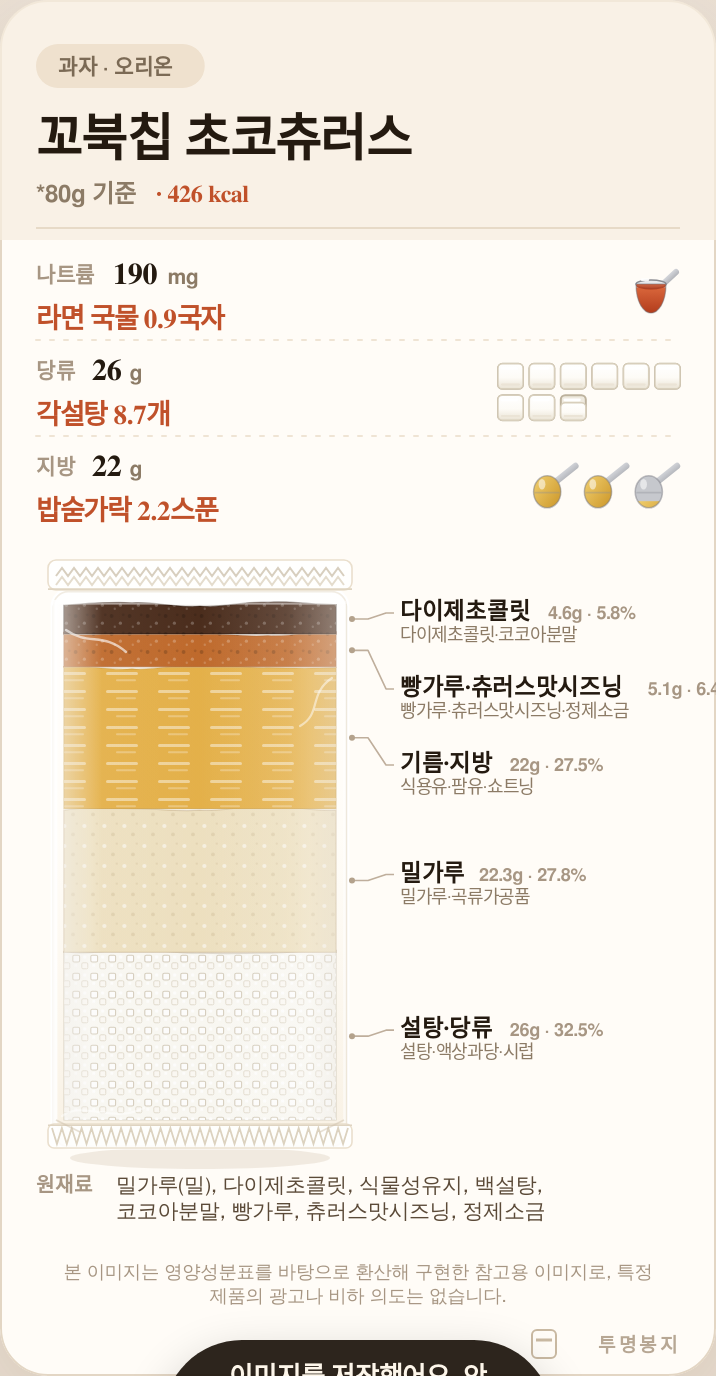 과자 · 오리온
꼬북칩 초코츄러스
*80g 기준 · 426 kcal
나트륨 190 mg
라면 국물 0.9국자
당류 26 g
각설탕 8.7개
지방 22 g
밥숟가락 2.2스푼
다이제초콜릿 4.6g · 5.8%
다이제초콜릿·코코아분말
빵가루·츄러스맛시즈닝 5.1g · 6.4
빵가루·츄러스맛시즈닝·정제소금
기름·지방 22g · 27.5%
식용유·팜유·쇼트닝
밀가루 22.3g · 27.8%
밀가루·곡류가공품
설탕·당류 26g · 32.5%
설탕·액상과당·시럽
원재료 밀가루(밀), 다이제초콜릿, 식물성유지, 백설탕,
코코아분말, 빵가루, 츄러스맛시즈닝, 정제소금
본 이미지는 영양성분표를 바탕으로 환산해 구현한 참고용 이미지로, 특정
제품의 광고나 비하 의도는 없습니다.
투명봉지
이미지를 저장했어요. 안